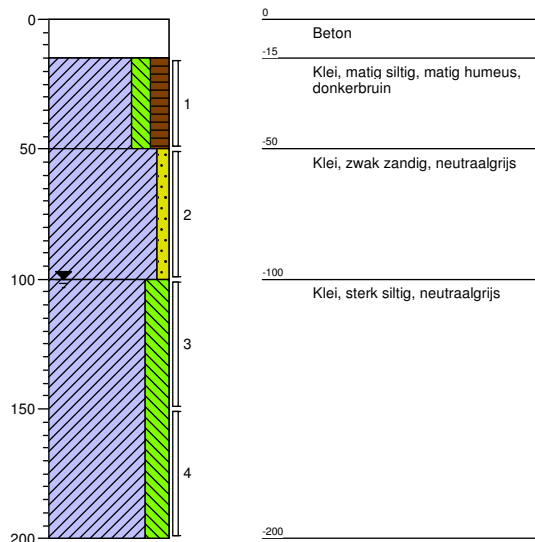 0
50
100
150
200
1
2
3
4
0
Beton
-15
Klei, matig siltig, matig humeus,
donkerbruin
-50
Klei, zwak zandig, neutraalgrijs
-100
Klei, sterk siltig, neutraalgrijs
-200